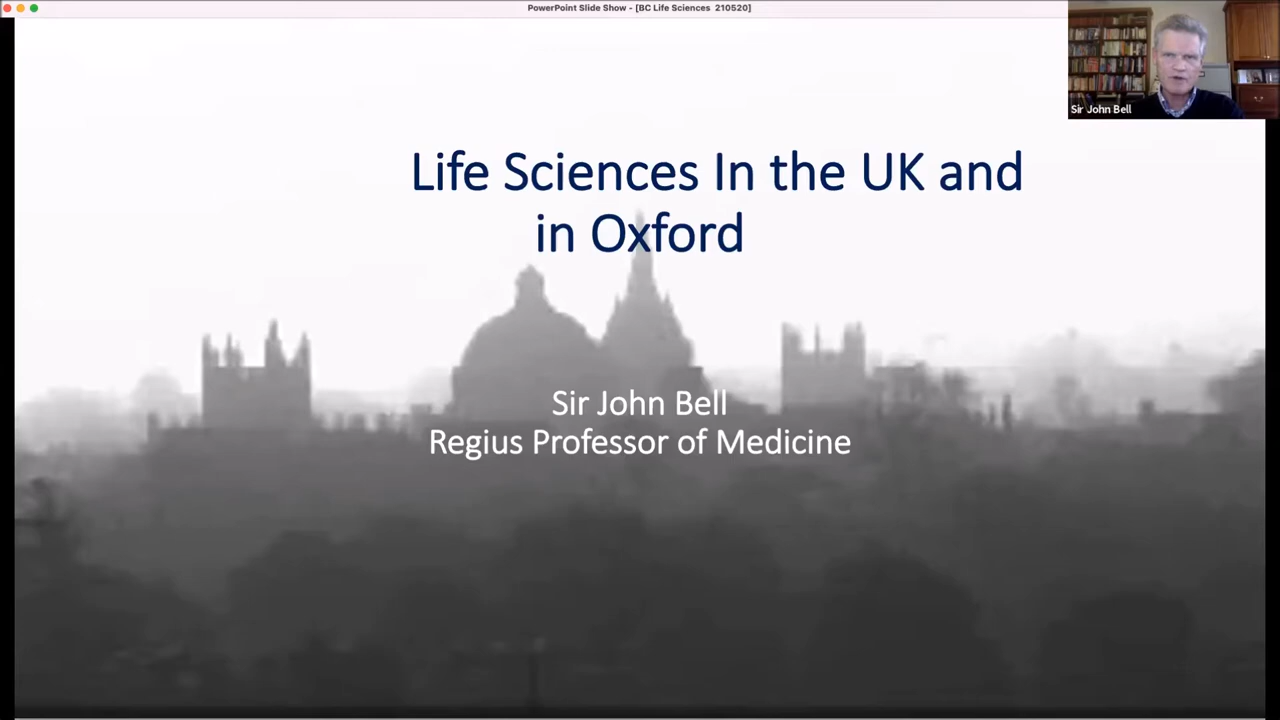 PowerPoint Slide Show - [BC Life Sciences 210520]
Sir John Bell
Life Sciences In the UK and
in Oxford
Sir John Bell
Regius Professor of Medicine